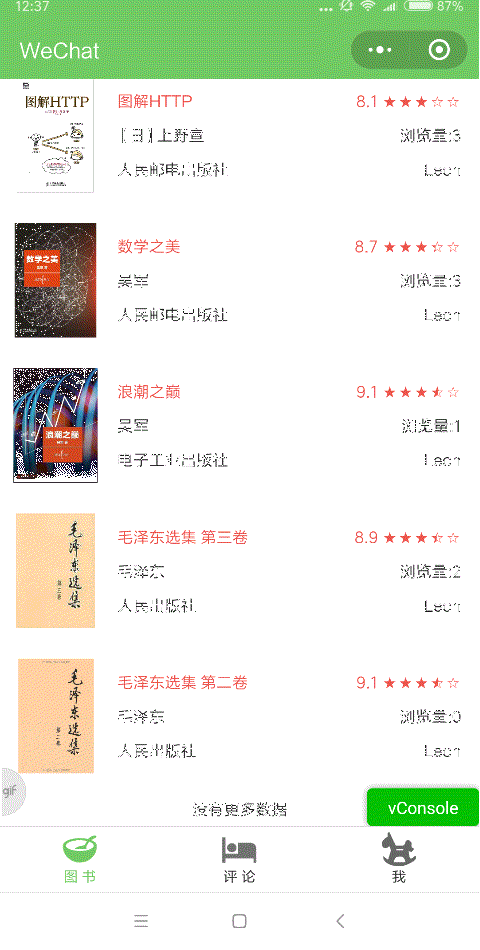 12:37
87%
WeChat
图解HTTP
图解HTTP 8.1 ★★★☆☆
[日]上野宣 浏览量:3
人民邮电出版社 Leon
数学之美
数学之美 8.7
吴军 浏览量:3
人民邮电出版社 Leon
浪潮之巅
浪潮之巅 9.1
吴军 浏览量:1
电子工业出版社 Leon
毛泽东选集
第三卷
毛泽东选集 第三卷 8.9
毛泽东 浏览量:2
人民出版社 Leon
毛泽东选集
第二卷
毛泽东选集 第二卷 9.1
毛泽东 浏览量:0
人民出版社 Leon
gif
没有更多数据
vConsole
图书 评论 我